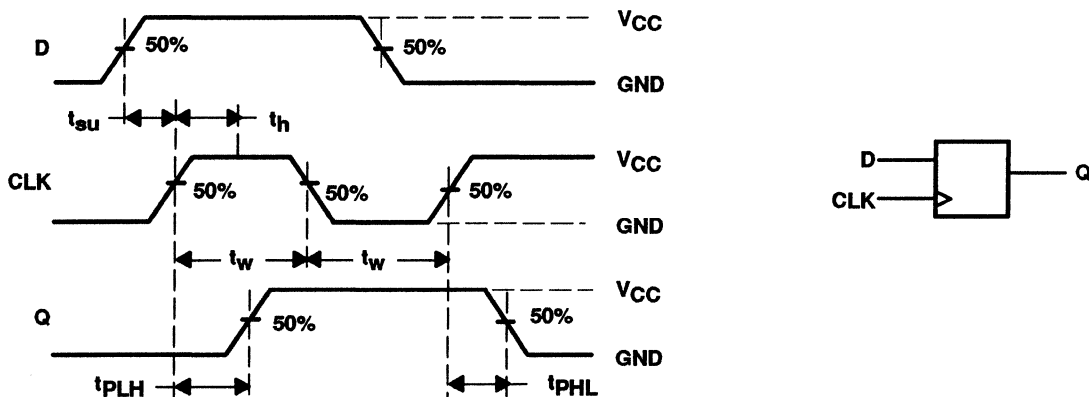 VCC
D 50% 50%
GND
tsu th
VCC
CLK 50% 50% 50%
GND
tw tw
VCC
Q 50% 50%
GND
tPLH tPHL
D
Q
CLK